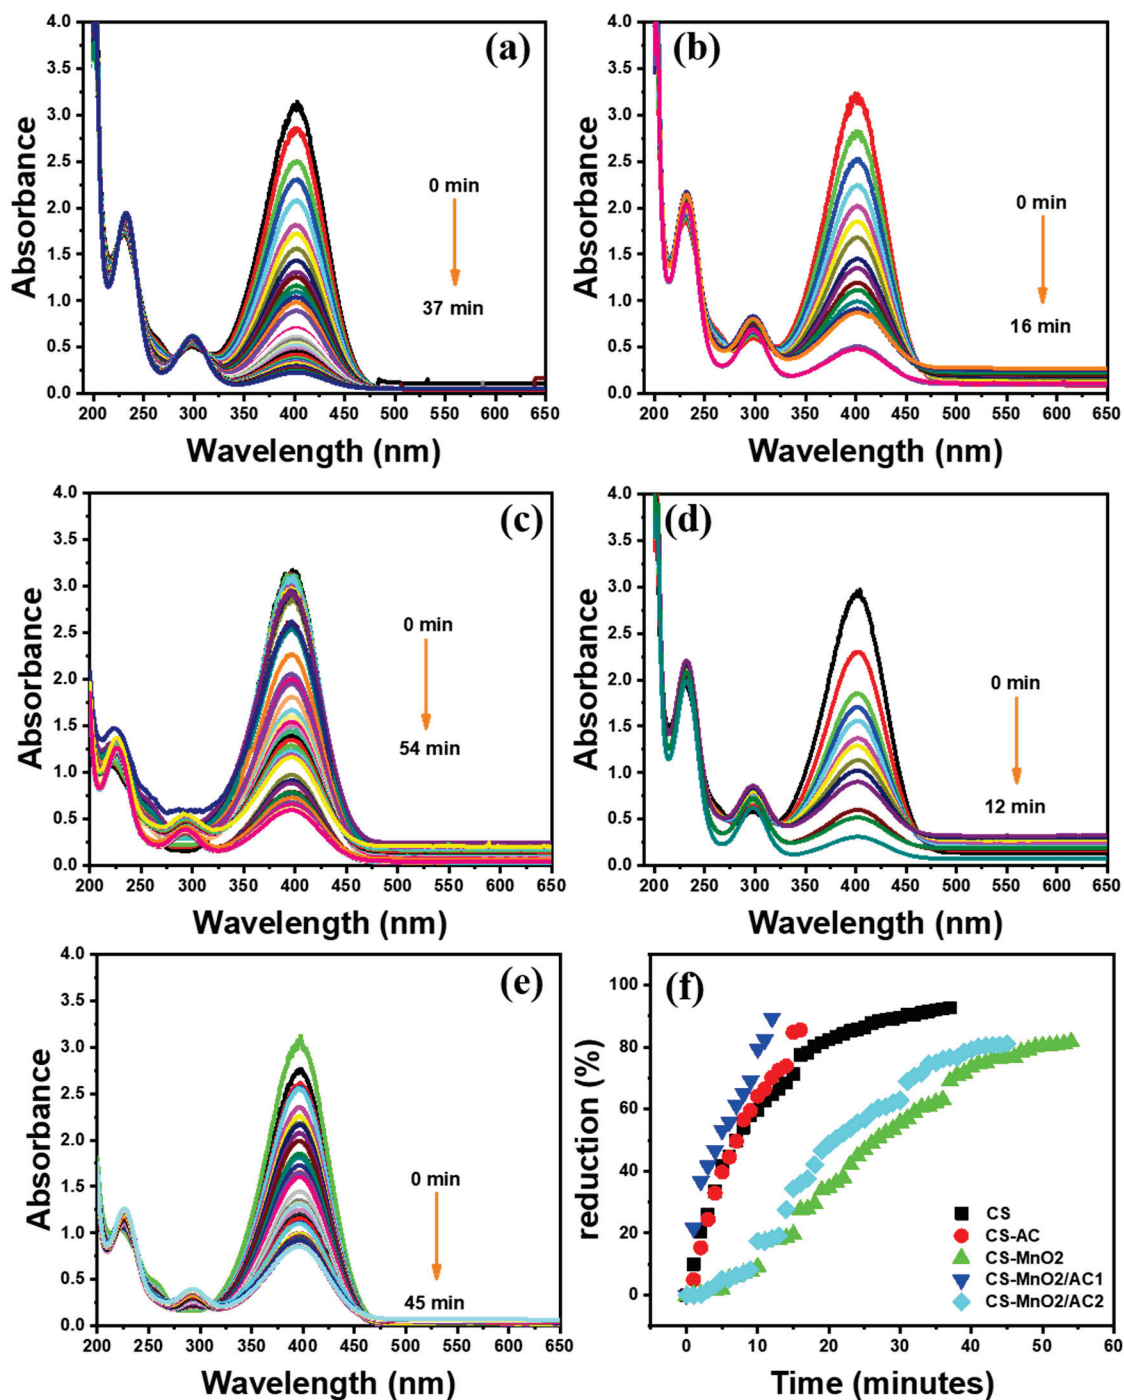 (a)
Absorbance
4.0
3.5
3.0
2.5
2.0
1.5
1.0
0.5
0.0
0 min
37 min
200 250 300 350 400 450 500 550 600 650
Wavelength (nm)
(b)
Absorbance
4.0
3.5
3.0
2.5
2.0
1.5
1.0
0.5
0.0
0 min
16 min
200 250 300 350 400 450 500 550 600 650
Wavelength (nm)
(c)
Absorbance
4.0
3.5
3.0
2.5
2.0
1.5
1.0
0.5
0.0
0 min
54 min
200 250 300 350 400 450 500 550 600 650
Wavelength (nm)
(d)
Absorbance
4.0
3.5
3.0
2.5
2.0
1.5
1.0
0.5
0.0
0 min
12 min
200 250 300 350 400 450 500 550 600 650
Wavelength (nm)
(e)
Absorbance
4.0
3.5
3.0
2.5
2.0
1.5
1.0
0.5
0.0
0 min
45 min
200 250 300 350 400 450 500 550 600 650
Wavelength (nm)
(f)
reduction (%)
100
80
60
40
20
0
CS
CS-AC
CS-MnO2
CS-MnO2/AC1
CS-MnO2/AC2
0 10 20 30 40 50 60
Time (minutes)